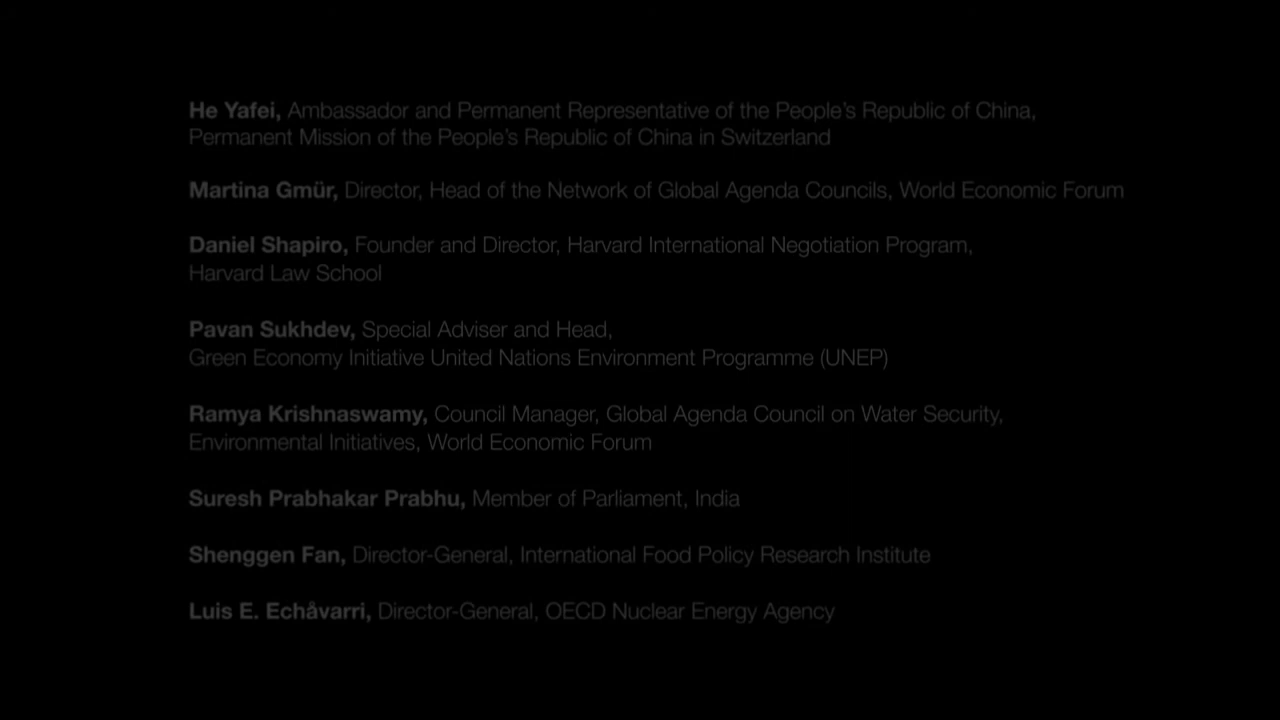 He Yafei, Ambassador and Permanent Representative of the People's Republic of China,
Permanent Mission of the People's Republic of China in Switzerland
Martina Gmür, Director, Head of the Network of Global Agenda Councils, World Economic Forum
Daniel Shapiro, Founder and Director, Harvard International Negotiation Program,
Harvard Law School
Pavan Sukhdev, Special Adviser and Head,
Green Economy Initiative United Nations Environment Programme (UNEP)
Ramya Krishnaswamy, Council Manager, Global Agenda Council on Water Security,
Environmental Initiatives, World Economic Forum
Suresh Prabhakar Prabhu, Member of Parliament, India
Shenggen Fan, Director-General, International Food Policy Research Institute
Luis E. Echåvarri, Director-General, OECD Nuclear Energy Agency